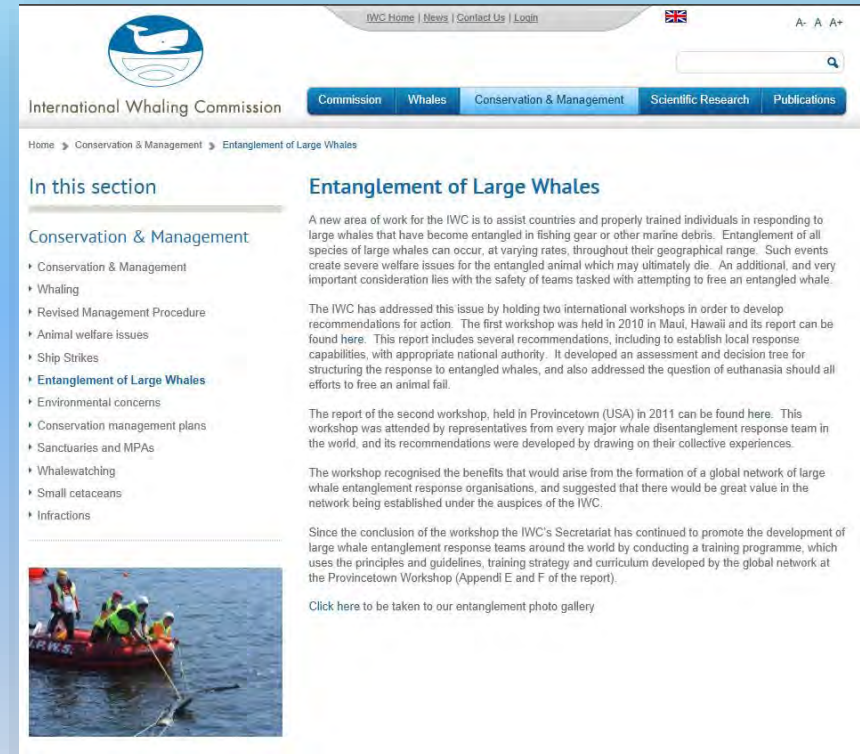 IWC Home | News | Contact Us | Login
A- A A+
International Whaling Commission
Commission Whales Conservation & Management Scientific Research Publications
Home Conservation & Management Entanglement of Large Whales
In this section
Conservation & Management
Conservation & Management
Whaling
Revised Management Procedure
Animal welfare issues
Ship Strikes
Entanglement of Large Whales
Environmental concerns
Conservation management plans
Sanctuaries and MPAs
Whalewatching
Small cetaceans
Infractions
Entanglement of Large Whales
A new area of work for the IWC is to assist countries and properly trained individuals in responding to
large whales that have become entangled in fishing gear or other marine debris. Entanglement of all
species of large whales can occur, at varying rates, throughout their geographical range. Such events
create severe welfare issues for the entangled animal which may ultimately die. An additional, and very
important consideration lies with the safety of teams tasked with attempting to free an entangled whale.
The IWC has addressed this issue by holding two international workshops in order to develop
recommendations for action. The first workshop was held in 2010 in Maui, Hawaii and its report can be
found here. This report includes several recommendations, including to establish local response
capabilities, with appropriate national authority. It developed an assessment and decision tree for
structuring the response to entangled whales, and also addressed the question of euthanasia should all
efforts to free an animal fail.
The report of the second workshop, held in Provincetown (USA) in 2011 can be found here. This
workshop was attended by representatives from every major whale disentanglement response team in
the world, and its recommendations were developed by drawing on their collective experiences.
The workshop recognised the benefits that would arise from the formation of a global network of large
whale entanglement response organisations, and suggested that there would be great value in the
network being established under the auspices of the IWC.
Since the conclusion of the workshop the IWC's Secretariat has continued to promote the development of
large whale entanglement response teams around the world by conducting a training programme, which
uses the principles and guidelines, training strategy and curriculum developed by the global network at
the Provincetown Workshop (Appendi E and F of the report).
Click here to be taken to our entanglement photo gallery